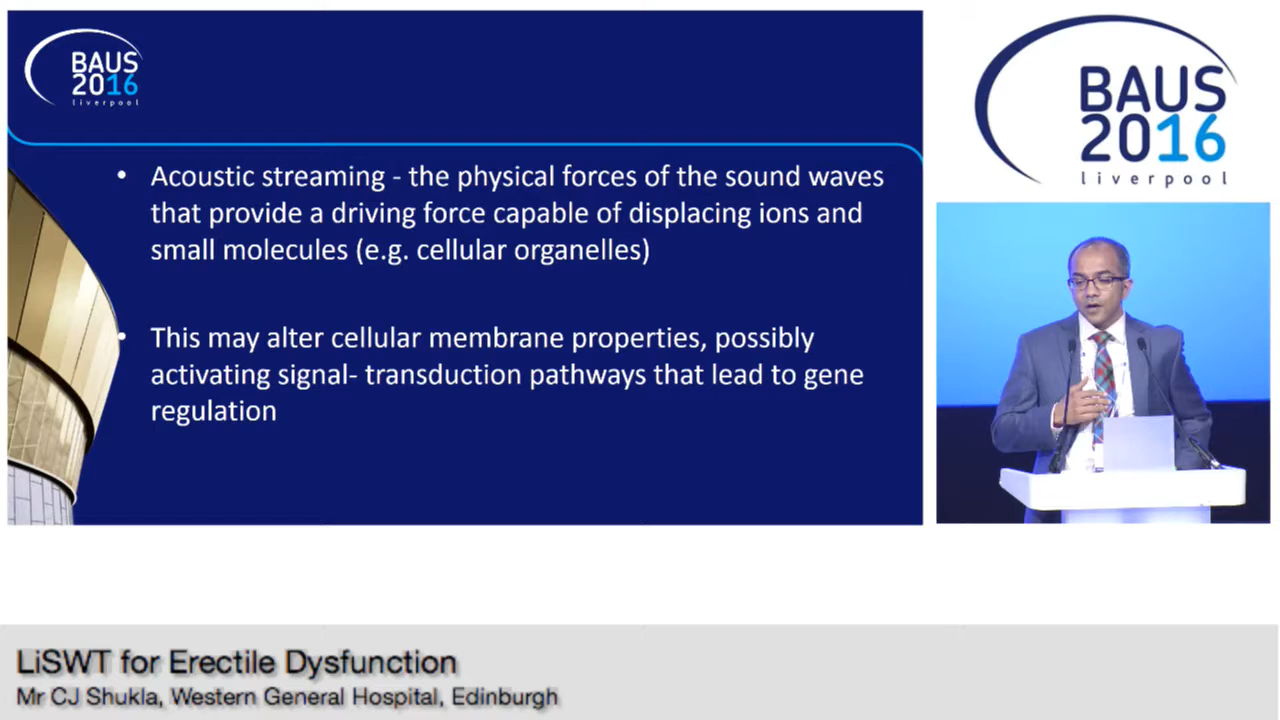 BAUS
2016
liverpool
• Acoustic streaming - the physical forces of the sound waves
that provide a driving force capable of displacing ions and
small molecules (e.g. cellular organelles)
• This may alter cellular membrane properties, possibly
activating signal- transduction pathways that lead to gene
regulation
BAUS
2016
liverpool
LiSWT for Erectile Dysfunction
Mr CJ Shukla, Western General Hospital, Edinburgh